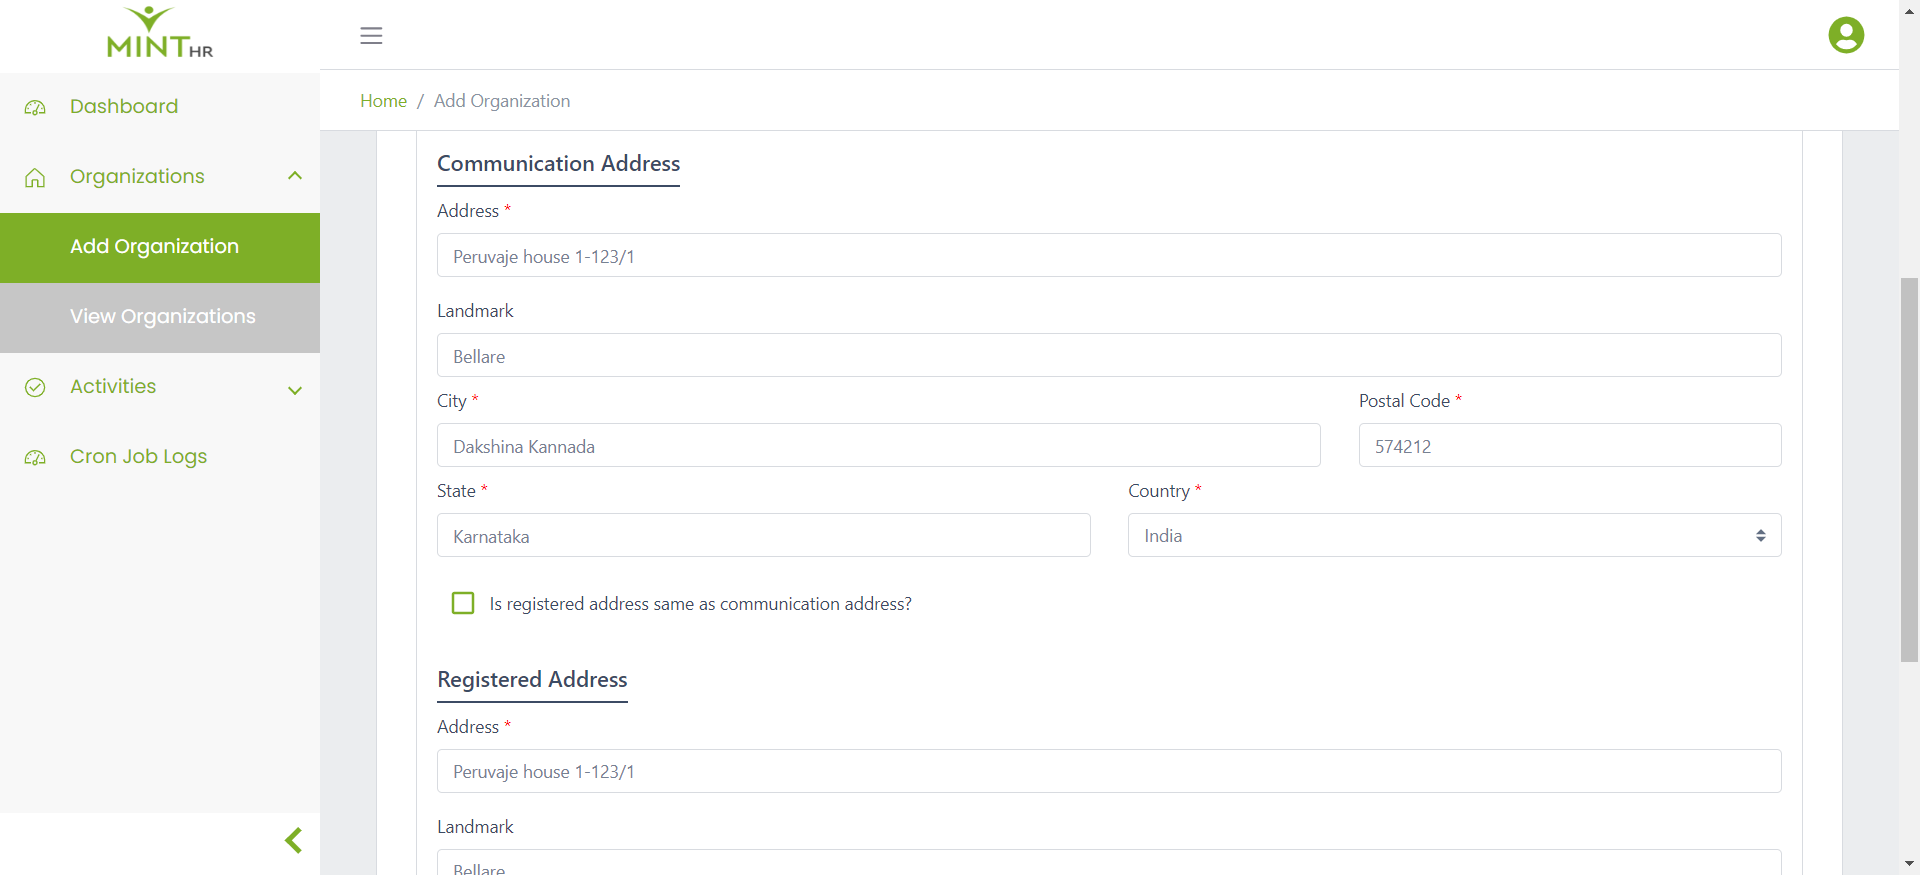 MINT HR
Dashboard
Organizations
Add Organization
View Organizations
Activities
Cron Job Logs
Home / Add Organization
Communication Address
Address *
Peruvaje house 1-123/1
Landmark
Bellare
City *
Postal Code *
Dakshina Kannada
574212
State *
Country *
Karnataka
India
Is registered address same as communication address?
Registered Address
Address *
Peruvaje house 1-123/1
Landmark
Bellare